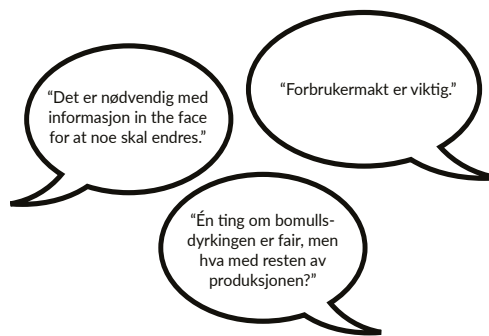 “Det er nødvendig med
informasjon in the face
for at noe skal endres.”
“Forbrukermakt er viktig.”
“Én ting om bomulls-
dyrkingen er fair, men
hva med resten av
produksjonen?”